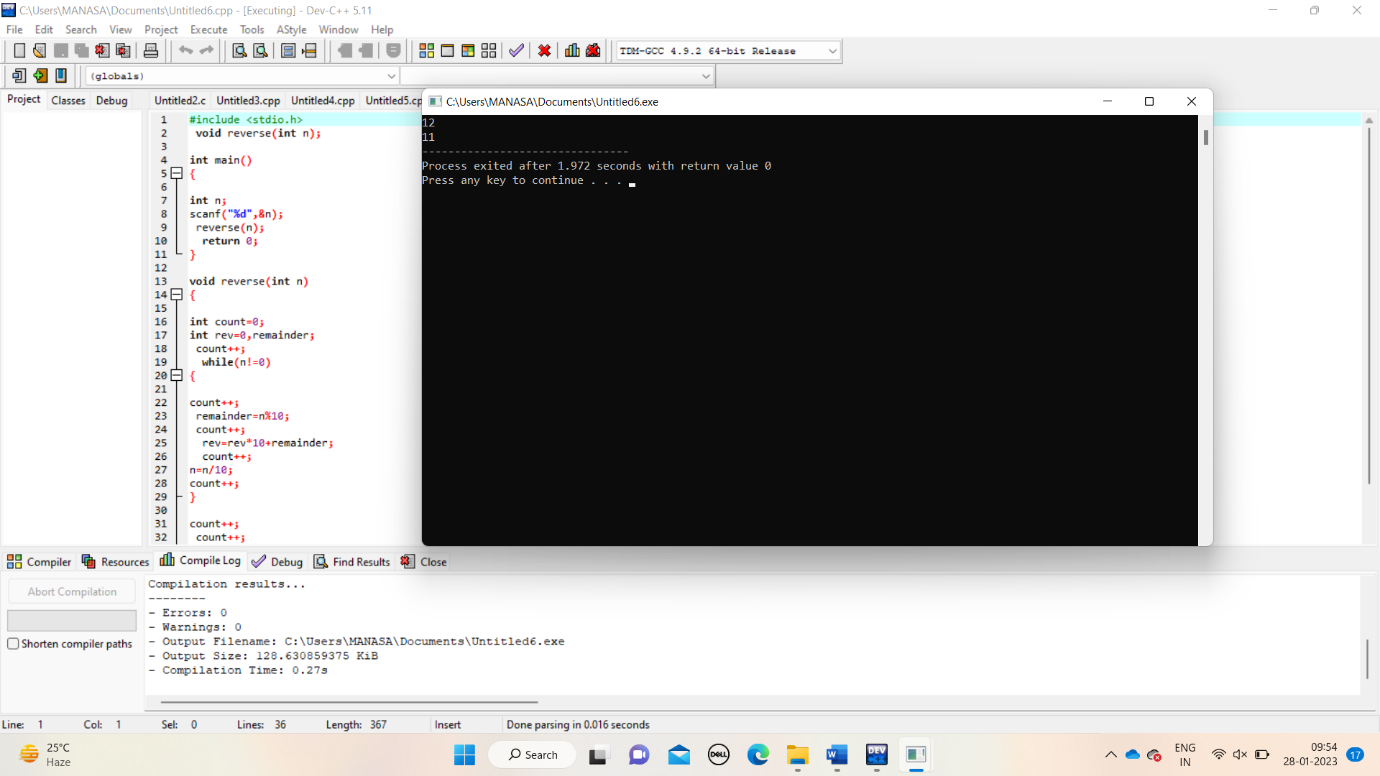 C:\Users\MANASA\Documents\Untitled6.cpp - [Executing] - Dev-C++ 5.11
File Edit Search View Project Execute Tools AStyle Window Help
TDM-GCC 4.9.2 64-bit Release
(globals)
Project Classes Debug
Untitled2.c Untitled3.cpp Untitled4.cpp Untitled5.cp
1 #include <stdio.h>
2 void reverse(int n);
3
4 int main()
5 {
6
7 int n;
8 scanf("%d",&n);
9 reverse(n);
10 return 0;
11 }
12
13 void reverse(int n)
14 {
15
16 int count=0;
17 int rev=0,remainder;
18 count++;
19 while(n!=0)
20 {
21
22 count++;
23 remainder=n%10;
24 count++;
25 rev=rev*10+remainder;
26 count++;
27 n=n/10;
28 count++;
29 }
30
31 count++;
32 count++;
C:\Users\MANASA\Documents\Untitled6.exe
12
11
--------------------------------
Process exited after 1.972 seconds with return value 0
Press any key to continue . . .
Compiler Resources Compile Log Debug Find Results Close
Abort Compilation
Shorten compiler paths
Compilation results...
--------
- Errors: 0
- Warnings: 0
- Output Filename: C:\Users\MANASA\Documents\Untitled6.exe
- Output Size: 128.630859375 KiB
- Compilation Time: 0.27s
Line: 1 Col: 1 Sel: 0 Lines: 36 Length: 367 Insert Done parsing in 0.016 seconds
25°C
Haze
Search
DELL
DEV
ENG
IN
09:54
28-01-2023
17